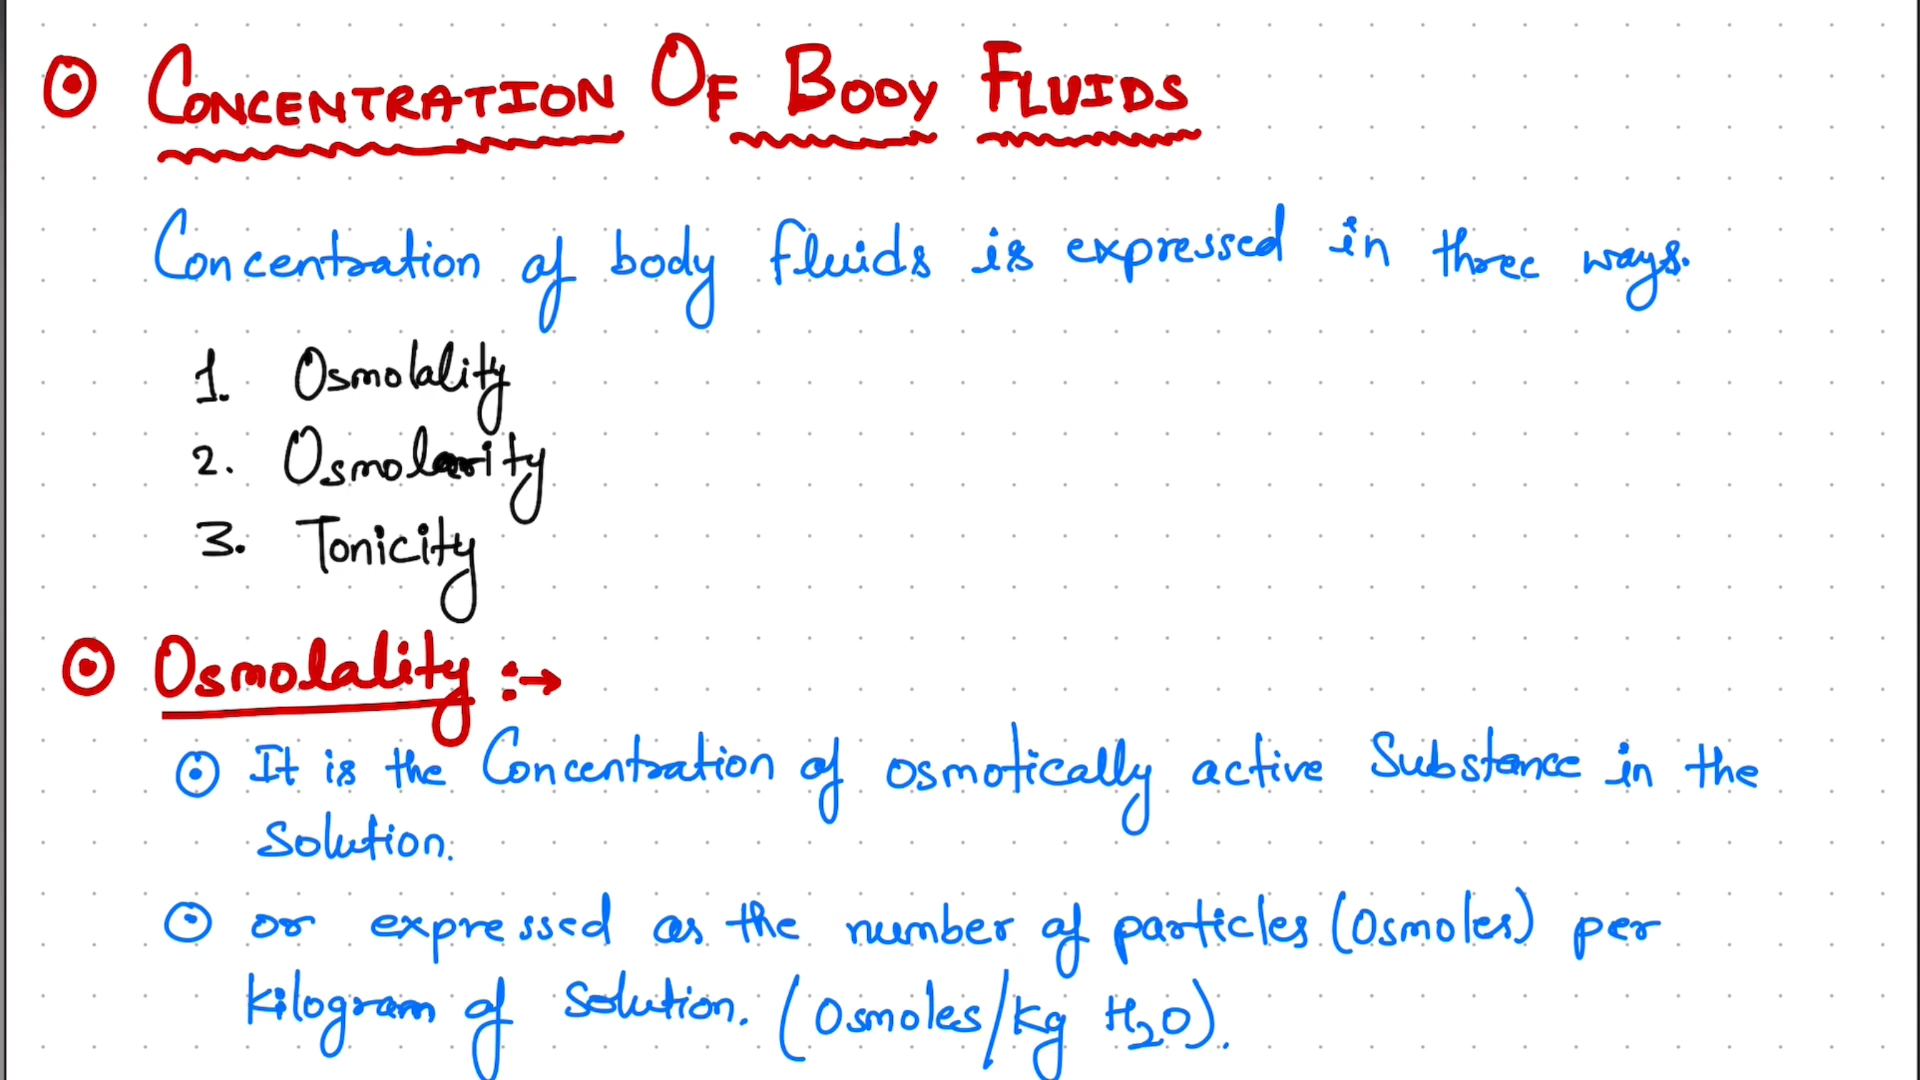 CONCENTRATION OF BODY FLUIDS
Concentration of body fluids is expressed in three ways.
1. Osmolality
2. Osmolarity
3. Tonicity
Osmolality :→
It is the Concentration of osmotically active Substance in the
Solution.
or expressed as the number of particles (Osmoles) per
kilogram of solution. (Osmoles/kg H₂O).